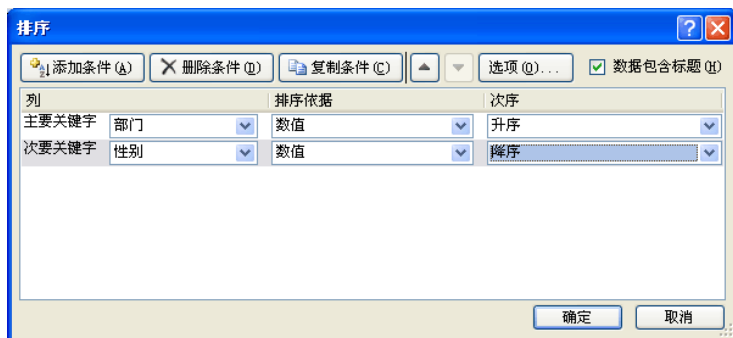 排序
添加条件(A) 删除条件(D) 复制条件(C) 选项(O)... 数据包含标题(H)
列 排序依据 次序
主要关键字 部门 数值 升序
次要关键字 性别 数值 降序
确定 取消